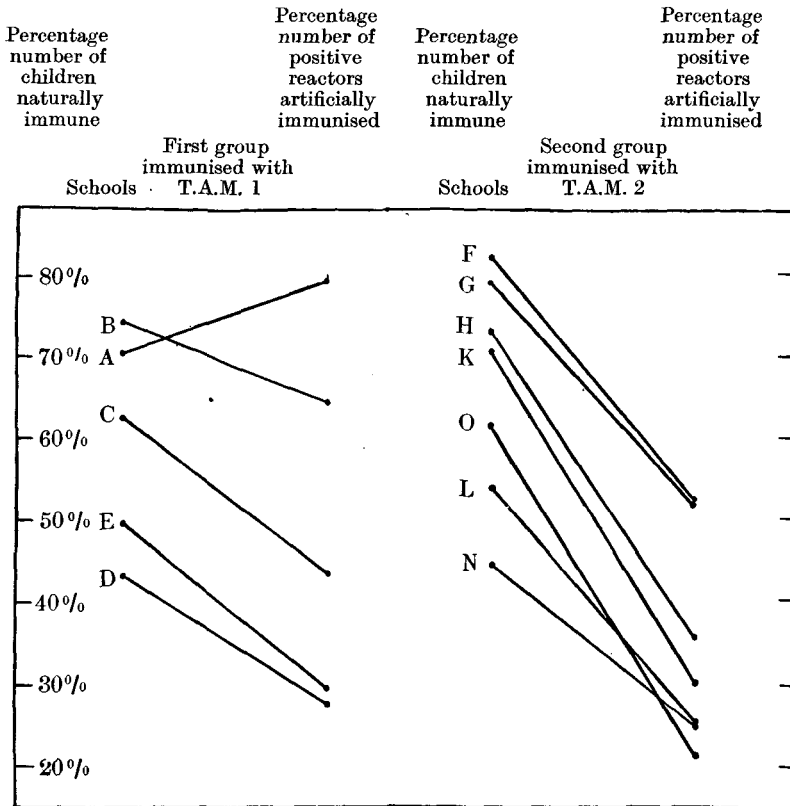 Percentage
number of
children
naturally
immune
Percentage
number of
positive
reactors
artificially
immunised
Percentage
number of
children
naturally
immune
Percentage
number of
positive
reactors
artificially
immunised
First group
immunised with
Schools T.A.M. 1
Second group
immunised with
Schools T.A.M. 2
80%
B
70% A
C
60%
50% E
D
40%
30%
20%
F
G
H
K
O
L
N